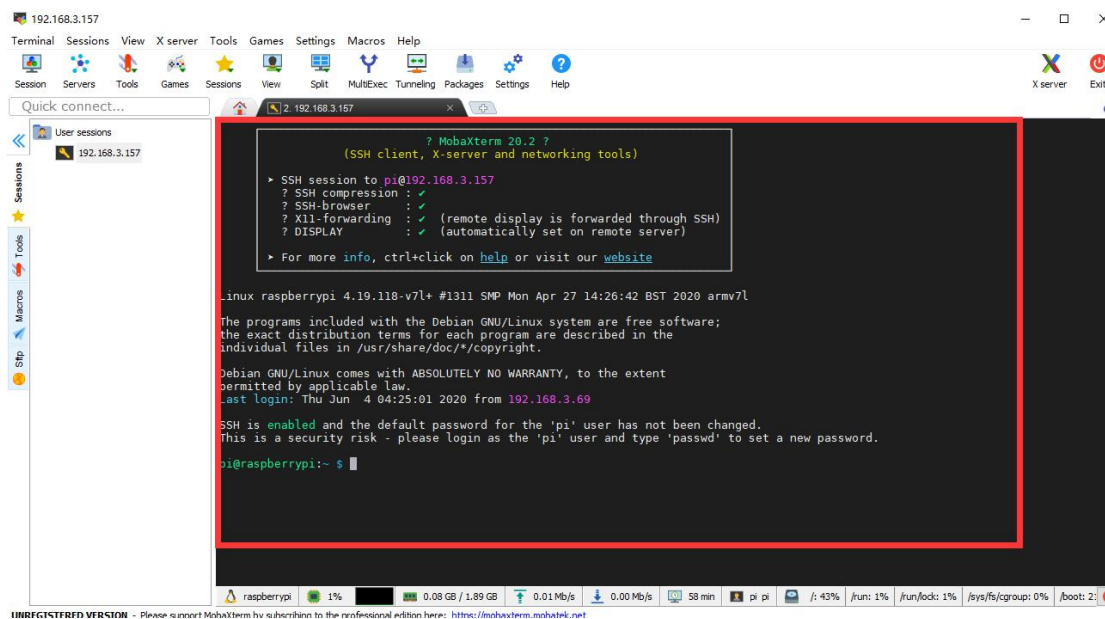 192.168.3.157
Terminal Sessions View X server Tools Games Settings Macros Help
Session Servers Tools Games Sessions View Split MultiExec Tunneling Packages Settings Help X server Exit
Quick connect...
2. 192.168.3.157
User sessions
192.168.3.157
Sessions
Tools
Macros
Sftp
? MobaXterm 20.2 ?
(SSH client, X-server and networking tools)
➤ SSH session to pi@192.168.3.157
? SSH compression : ✔
? SSH-browser : ✔
? X11-forwarding : ✔ (remote display is forwarded through SSH)
? DISPLAY : ✔ (automatically set on remote server)
➤ For more info, ctrl+click on help or visit our website
Linux raspberrypi 4.19.118-v7l+ #1311 SMP Mon Apr 27 14:26:42 BST 2020 armv7l
The programs included with the Debian GNU/Linux system are free software;
the exact distribution terms for each program are described in the
individual files in /usr/share/doc/*/copyright.
Debian GNU/Linux comes with ABSOLUTELY NO WARRANTY, to the extent
permitted by applicable law.
Last login: Thu Jun 4 04:25:01 2020 from 192.168.3.69
SSH is enabled and the default password for the 'pi' user has not been changed.
This is a security risk - please login as the 'pi' user and type 'passwd' to set a new password.
pi@raspberrypi:~ $
raspberrypi 1% 0.08 GB / 1.89 GB 0.01 Mb/s 0.00 Mb/s 58 min pi pi /: 43% /run: 1% /run/lock: 1% /sys/fs/cgroup: 0% /boot:
UNREGISTERED VERSION - Please support MobaXterm by subscribing to the professional edition here: https://mobaxterm.mobatek.net